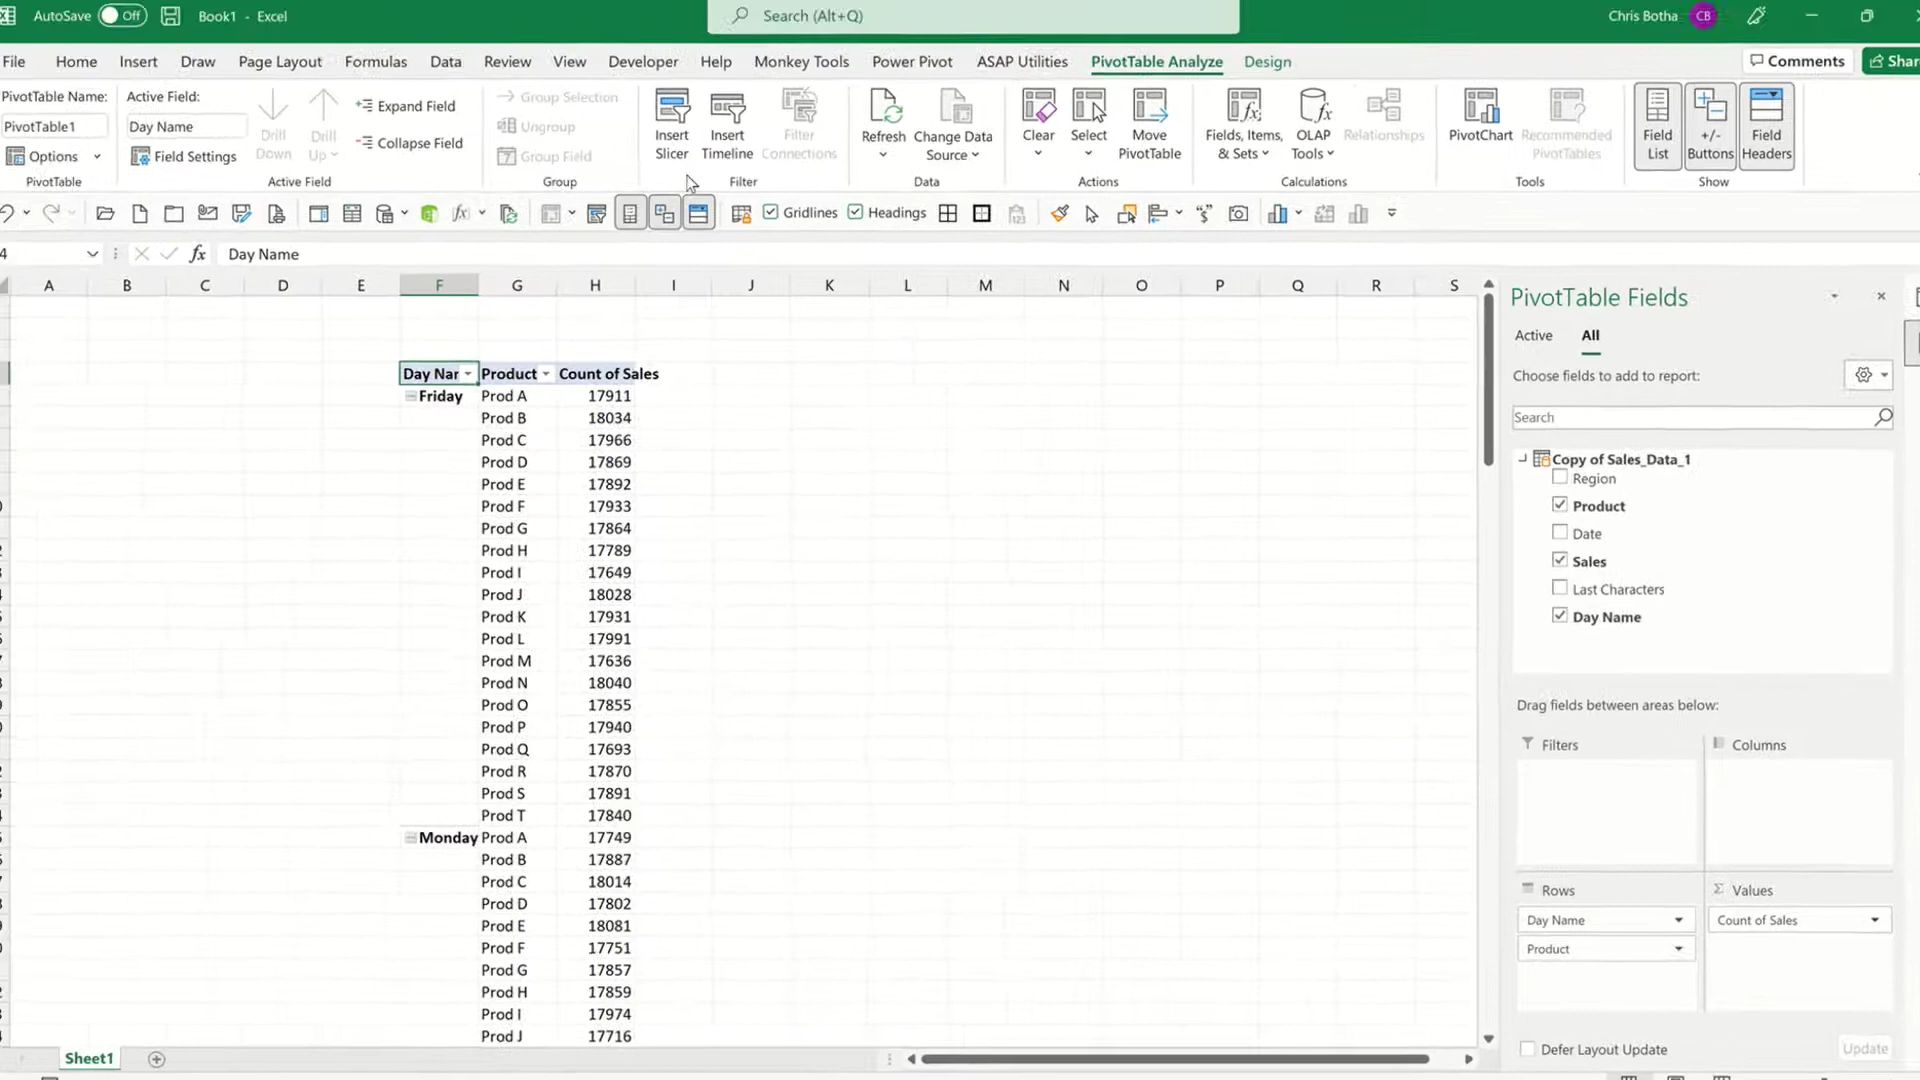 AutoSave Off Book1 - Excel Search (Alt+Q) Chris Botha CB
File Home Insert Draw Page Layout Formulas Data Review View Developer Help Monkey Tools Power Pivot ASAP Utilities PivotTable Analyze Design Comments Shar
PivotTable Name:
PivotTable1
Options
PivotTable
Active Field:
Day Name
Field Settings
Drill
Down
Drill
Up
Expand Field
Collapse Field
Active Field
Group Selection
Ungroup
Group Field
Group
Insert
Slicer
Insert
Timeline
Filter
Connections
Filter
Refresh
Change Data
Source
Data
Clear
Select
Move
PivotTable
Actions
Fields, Items,
& Sets
OLAP
Tools
Relationships
Calculations
PivotChart
Recommended
PivotTables
Tools
Field
List
+/-
Buttons
Field
Headers
Show
Gridlines Headings
4 fx Day Name
A B C D E F G H I J K L M N O P Q R S
Day Nar Product Count of Sales
Friday Prod A 17911
Prod B 18034
Prod C 17966
Prod D 17869
Prod E 17892
Prod F 17933
Prod G 17864
Prod H 17789
Prod I 17649
Prod J 18028
Prod K 17931
Prod L 17991
Prod M 17636
Prod N 18040
Prod O 17855
Prod P 17940
Prod Q 17693
Prod R 17870
Prod S 17891
Prod T 17840
Monday Prod A 17749
Prod B 17887
Prod C 18014
Prod D 17802
Prod E 18081
Prod F 17751
Prod G 17857
Prod H 17859
Prod I 17974
Prod J 17716
Sheet1
PivotTable Fields
Active All
Choose fields to add to report:
Search
Copy of Sales_Data_1
Region
Product
Date
Sales
Last Characters
Day Name
Drag fields between areas below:
Filters
Columns
Rows
Day Name
Product
Values
Count of Sales
Defer Layout Update
Update